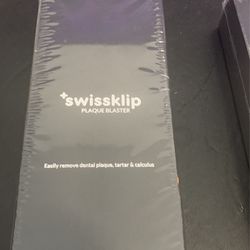 swissklip
PLAQUE BLASTER
Easily remove dental plaque, tartar & calculus